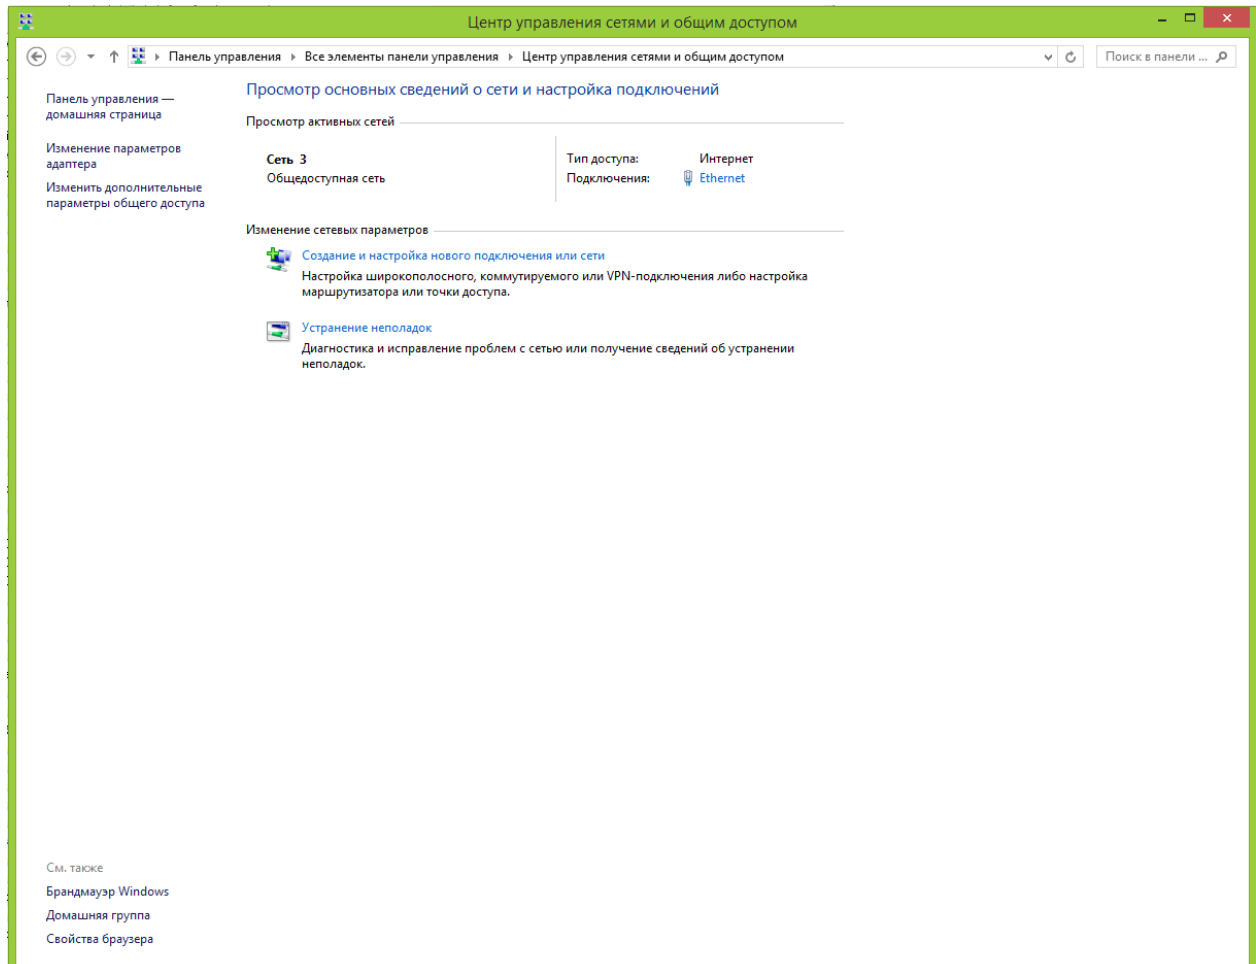 Центр управления сетями и общим доступом
Панель управления Все элементы панели управления Центр управления сетями и общим доступом
Поиск в панели ...
Панель управления —
домашняя страница
Изменение параметров
адаптера
Изменить дополнительные
параметры общего доступа
Просмотр основных сведений о сети и настройка подключений
Просмотр активных сетей
Сеть 3
Общедоступная сеть
Тип доступа: Интернет
Подключения: Ethernet
Изменение сетевых параметров
Создание и настройка нового подключения или сети
Настройка широкополосного, коммутируемого или VPN-подключения либо настройка
маршрутизатора или точки доступа.
Устранение неполадок
Диагностика и исправление проблем с сетью или получение сведений об устранении
неполадок.
См. также
Брандмауэр Windows
Домашняя группа
Свойства браузера